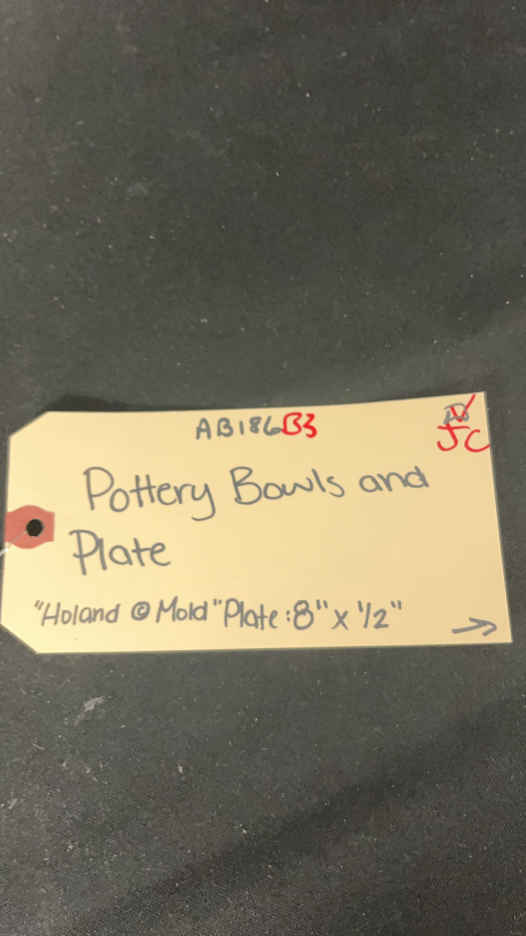 AB186B3
JC
Pottery Bowls and
Plate
"Holand © Mold" Plate: 8" x 1/2"